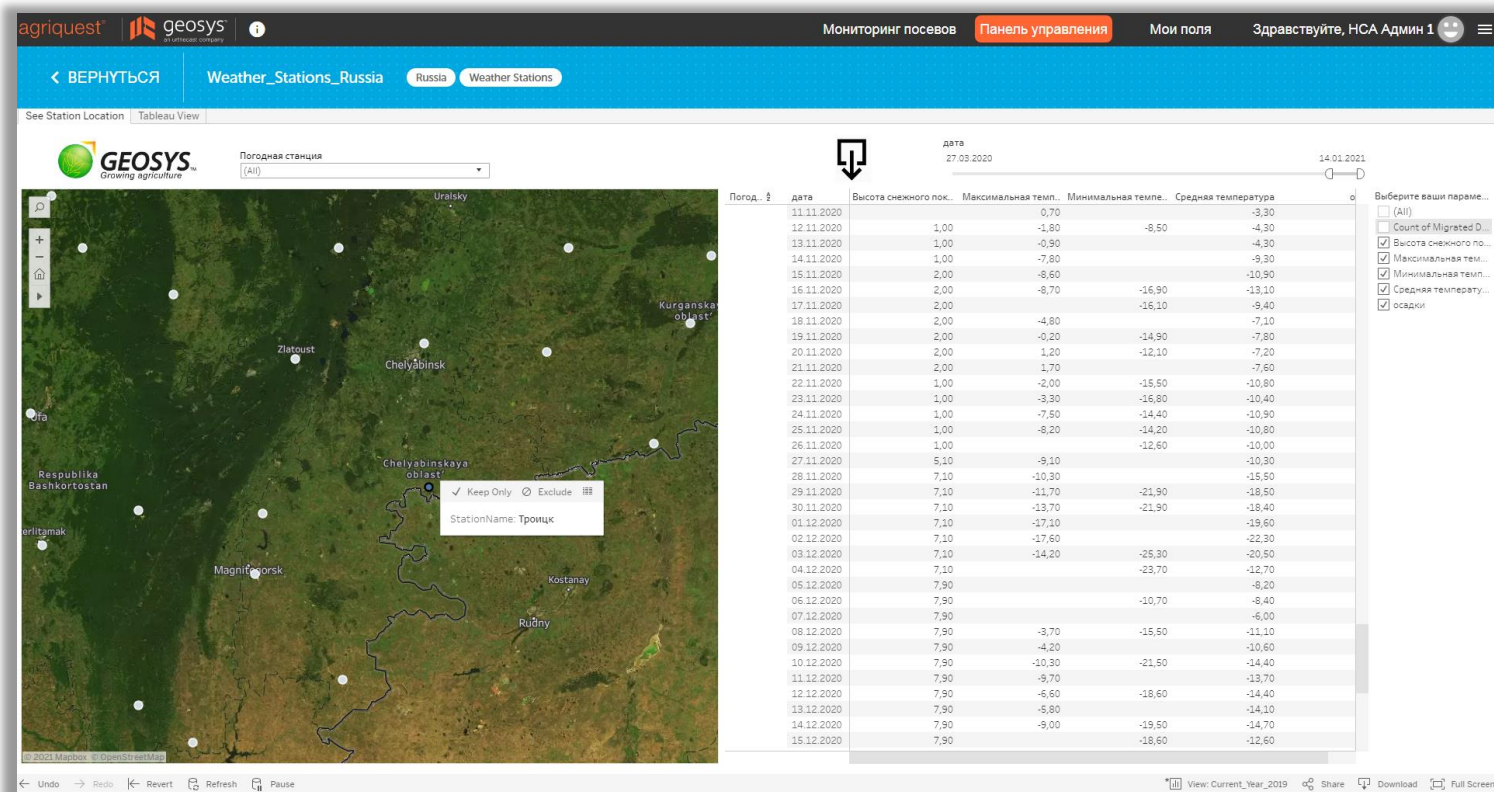 agriquest® geosys® Мониторинг посевов Панель управления Мои поля Здравствуйте, НСА Админ 1
an urthecast company
ВЕРНУТЬСЯ Weather_Stations_Russia Russia Weather Stations
See Station Location Tableau View
GEOSYS™
Growing agriculture
Погодная станция
(All)
дата
27.03.2020 14.01.2021
Uralsky
Kurganskaya
oblast'
Zlatoust
Chelyabinsk
Ufa
Chelyabinskaya
oblast'
Respublika
Bashkortostan
Keep Only Exclude
StationName: Троицк
erlitamak
Magnitogorsk
Kostanay
Rudny
© 2021 Mapbox © OpenStreetMap
Погод.. дата Высота снежного пок.. Максимальная темп.. Минимальная темпе.. Средняя температура о
11.11.2020 0,70 -3,30
12.11.2020 1,00 -1,80 -8,50 -4,30
13.11.2020 1,00 -0,90 -4,30
14.11.2020 1,00 -7,80 -9,30
15.11.2020 2,00 -8,60 -10,90
16.11.2020 2,00 -8,70 -16,90 -13,10
17.11.2020 2,00 -16,10 -9,40
18.11.2020 2,00 -4,80 -7,10
19.11.2020 2,00 -0,20 -14,90 -7,80
20.11.2020 2,00 1,20 -12,10 -7,20
21.11.2020 2,00 1,70 -7,60
22.11.2020 1,00 -2,00 -15,50 -10,80
23.11.2020 1,00 -3,30 -16,80 -10,40
24.11.2020 1,00 -7,50 -14,40 -10,90
25.11.2020 1,00 -8,20 -14,20 -10,80
26.11.2020 1,00 -12,60 -10,00
27.11.2020 5,10 -9,10 -10,30
28.11.2020 7,10 -10,30 -15,50
29.11.2020 7,10 -11,70 -21,90 -18,50
30.11.2020 7,10 -13,70 -21,90 -18,40
01.12.2020 7,10 -17,10 -19,60
02.12.2020 7,10 -17,60 -22,30
03.12.2020 7,10 -14,20 -25,30 -20,50
04.12.2020 7,10 -23,70 -12,70
05.12.2020 7,90 -8,20
06.12.2020 7,90 -10,70 -8,40
07.12.2020 7,90 -6,00
08.12.2020 7,90 -3,70 -15,50 -11,10
09.12.2020 7,90 -4,20 -10,60
10.12.2020 7,90 -10,30 -21,50 -14,40
11.12.2020 7,90 -9,70 -13,70
12.12.2020 7,90 -6,60 -18,60 -14,40
13.12.2020 7,90 -5,80 -14,10
14.12.2020 7,90 -9,00 -19,50 -14,70
15.12.2020 7,90 -18,60 -12,60
Выберите ваши параме...
(All)
Count of Migrated D...
Высота снежного по...
Максимальная тем...
Минимальная темп...
Средняя температу...
осадки
Undo Redo Revert Refresh Pause View: Current_Year_2019 Share Download Full Screen